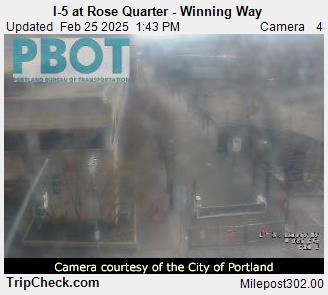 I-5 at Rose Quarter - Winning Way
Updated Feb 25 2025 1:43 PM Camera 4
PBOT
PORTLAND BUREAU OF TRANSPORTATION
Camera courtesy of the City of Portland
TripCheck.com Milepost302.00